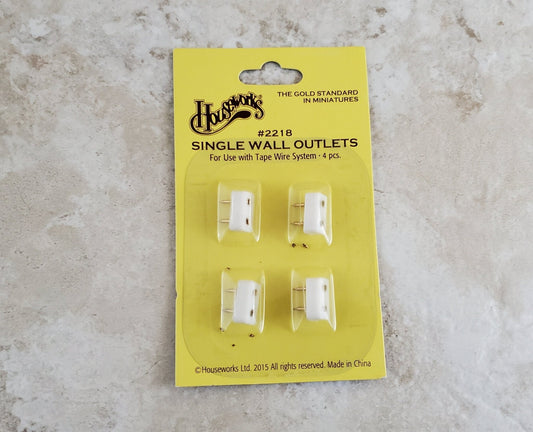 Houseworks®
THE GOLD STANDARD
IN MINIATURES
#2218
SINGLE WALL OUTLETS
For Use with Tape Wire System · 4 pcs.
©Houseworks Ltd. 2015 All rights reserved. Made in China